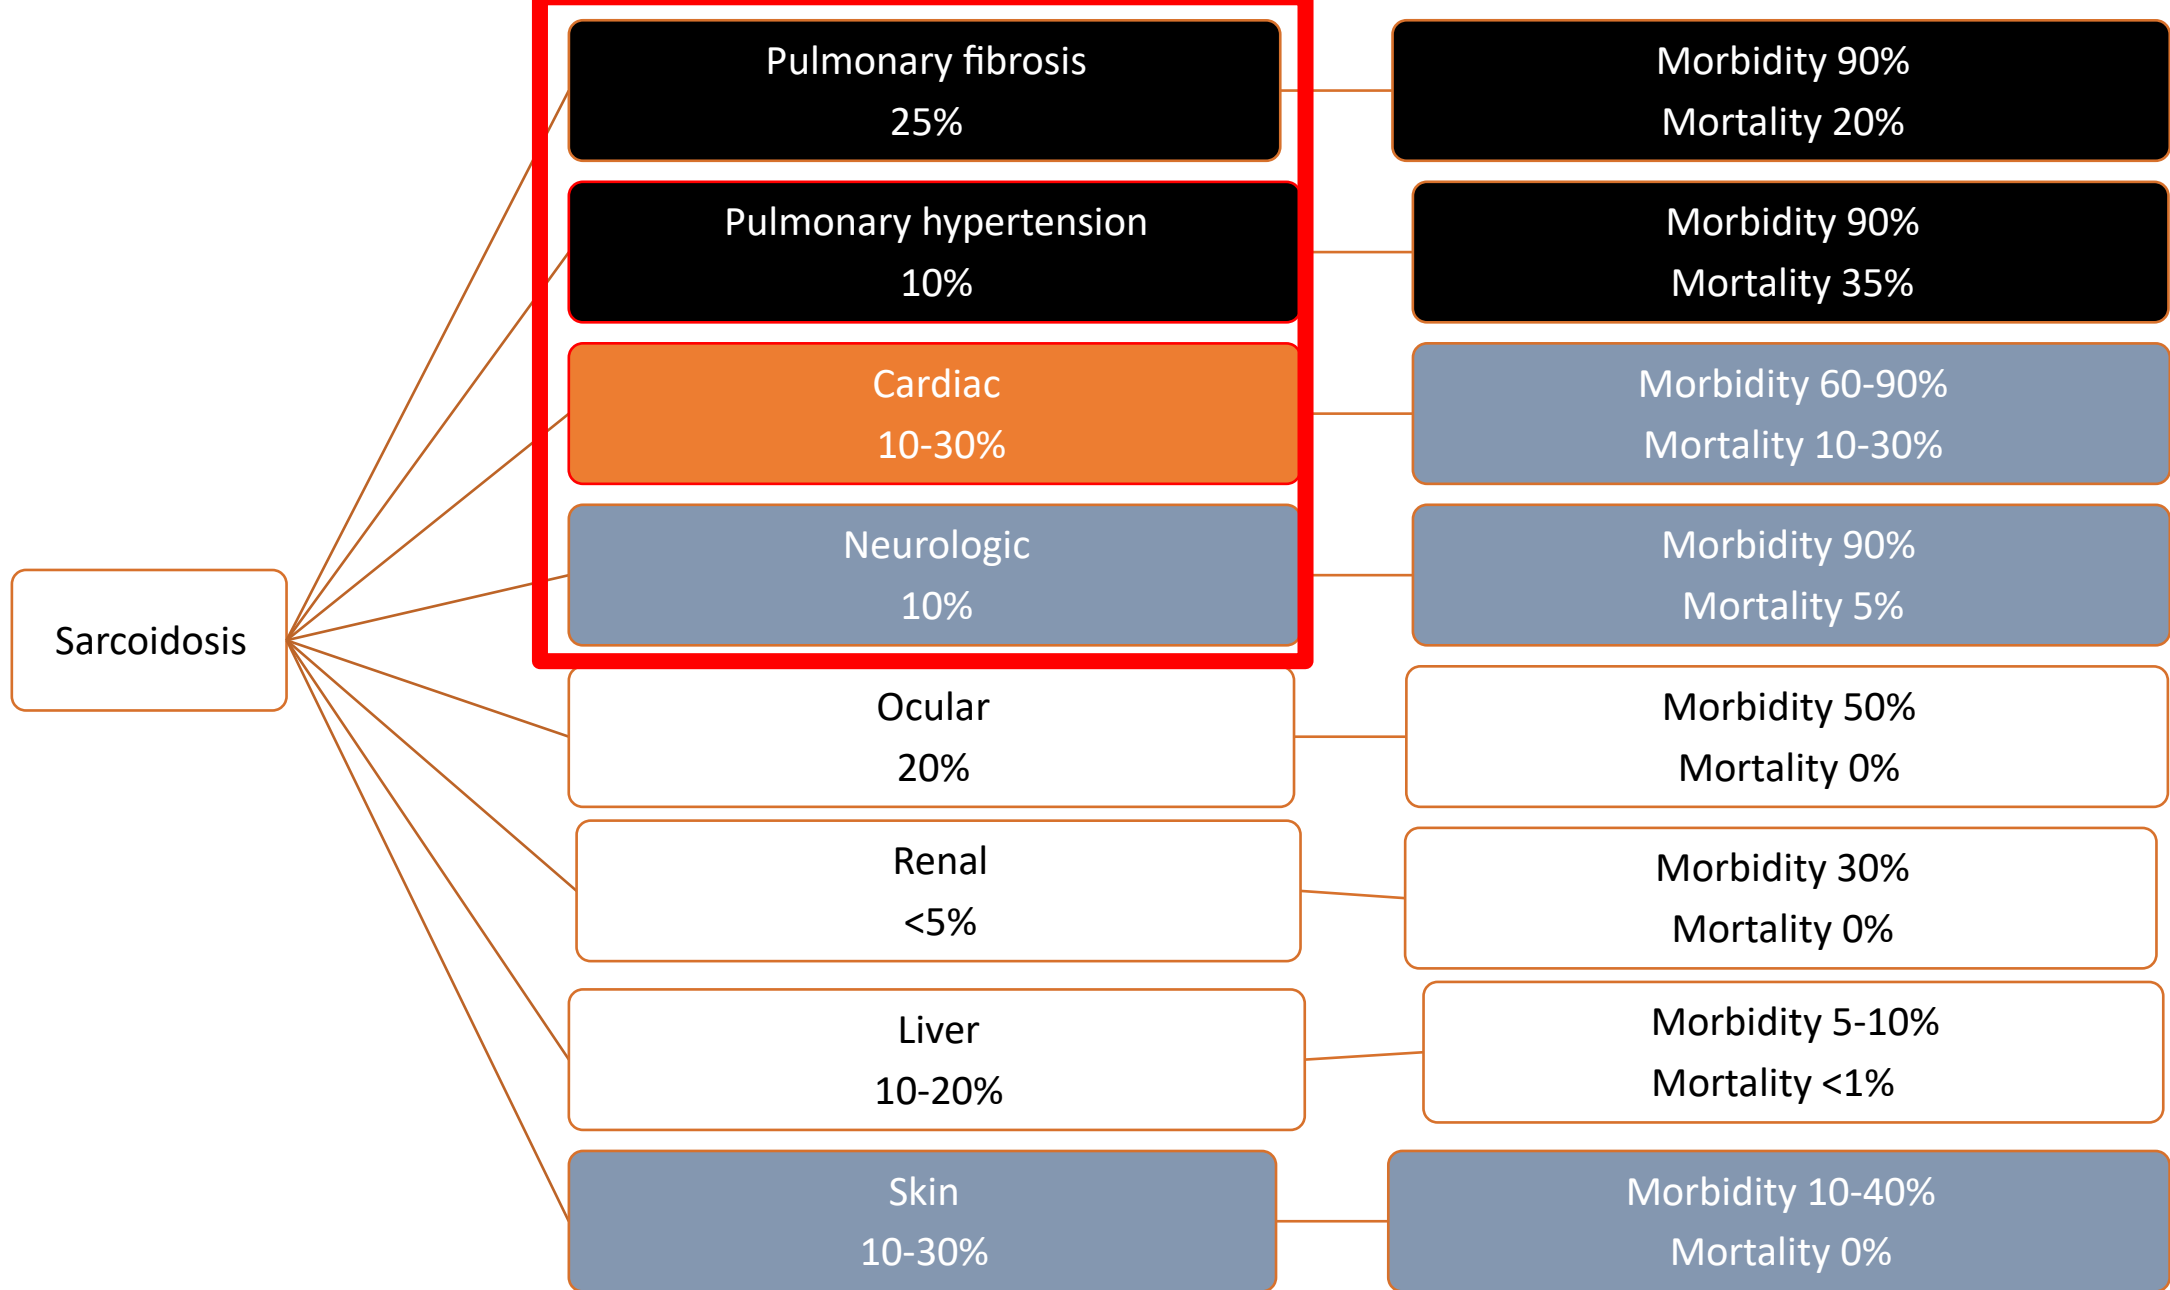 Sarcoidosis
Pulmonary fibrosis
25%
Morbidity 90%
Mortality 20%
Pulmonary hypertension
10%
Morbidity 90%
Mortality 35%
Cardiac
10-30%
Morbidity 60-90%
Mortality 10-30%
Neurologic
10%
Morbidity 90%
Mortality 5%
Ocular
20%
Morbidity 50%
Mortality 0%
Renal
<5%
Morbidity 30%
Mortality 0%
Liver
10-20%
Morbidity 5-10%
Mortality <1%
Skin
10-30%
Morbidity 10-40%
Mortality 0%